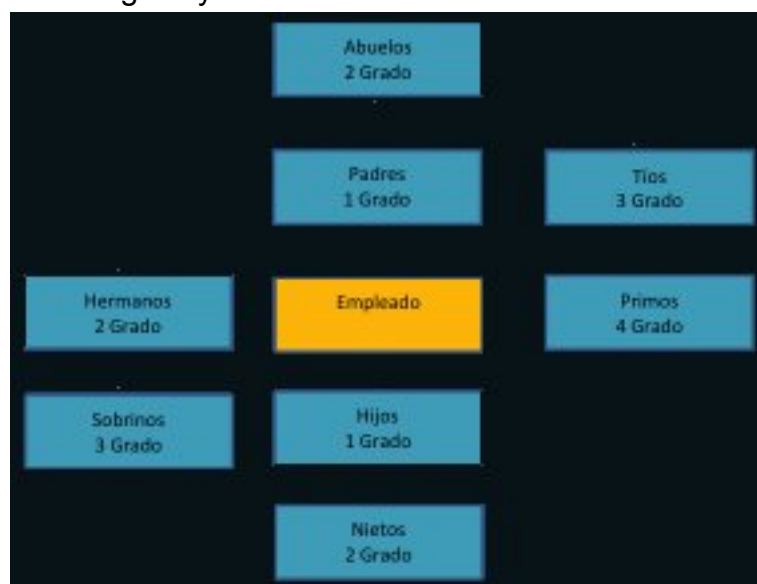 Abuelos
2 Grado
Padres
1 Grado
Tíos
3 Grado
Hermanos
2 Grado
Empleado
Primos
4 Grado
Sobrinos
3 Grado
Hijos
1 Grado
Nietos
2 Grado